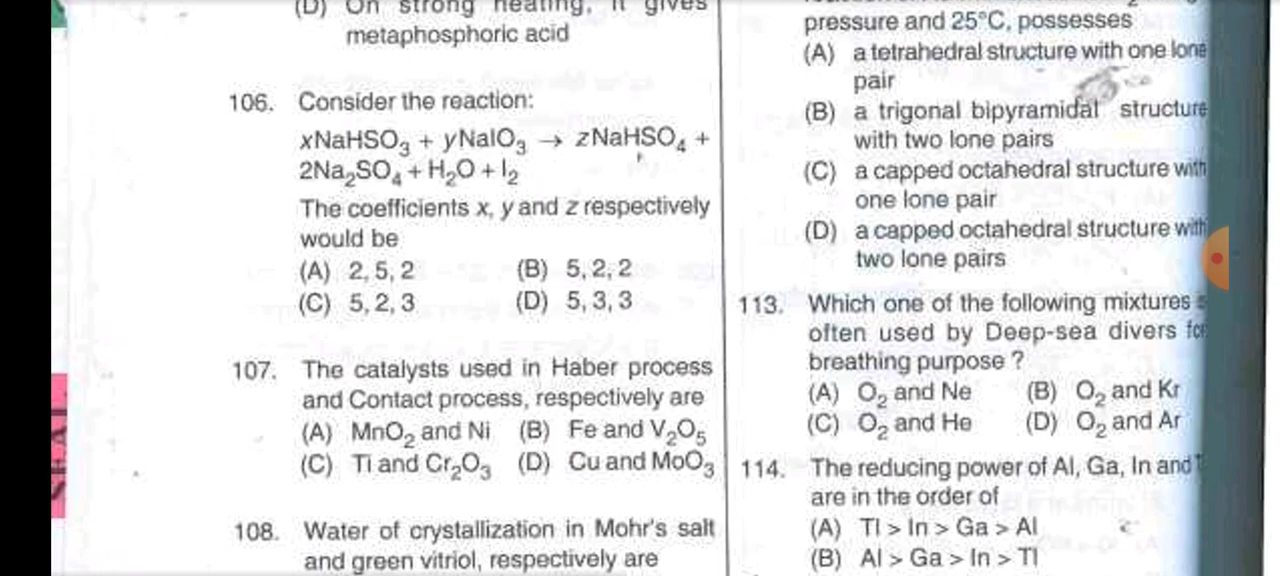 (D) On strong heating, it gives
metaphosphoric acid
106. Consider the reaction:
xNaHSO₃ + yNaIO₃ → zNaHSO₄ +
2Na₂SO₄ + H₂O + I₂
The coefficients x, y and z respectively
would be
(A) 2, 5, 2 (B) 5, 2, 2
(C) 5, 2, 3 (D) 5, 3, 3
107. The catalysts used in Haber process
and Contact process, respectively are
(A) MnO₂ and Ni (B) Fe and V₂O₅
(C) Ti and Cr₂O₃ (D) Cu and MoO₃
108. Water of crystallization in Mohr's salt
and green vitriol, respectively are
pressure and 25°C, possesses
(A) a tetrahedral structure with one lone
pair
(B) a trigonal bipyramidal structure
with two lone pairs
(C) a capped octahedral structure with
one lone pair
(D) a capped octahedral structure with
two lone pairs
113. Which one of the following mixtures
often used by Deep-sea divers for
breathing purpose ?
(A) O₂ and Ne (B) O₂ and Kr
(C) O₂ and He (D) O₂ and Ar
114. The reducing power of Al, Ga, In and
are in the order of
(A) Tl > In > Ga > Al
(B) Al > Ga > In > Tl